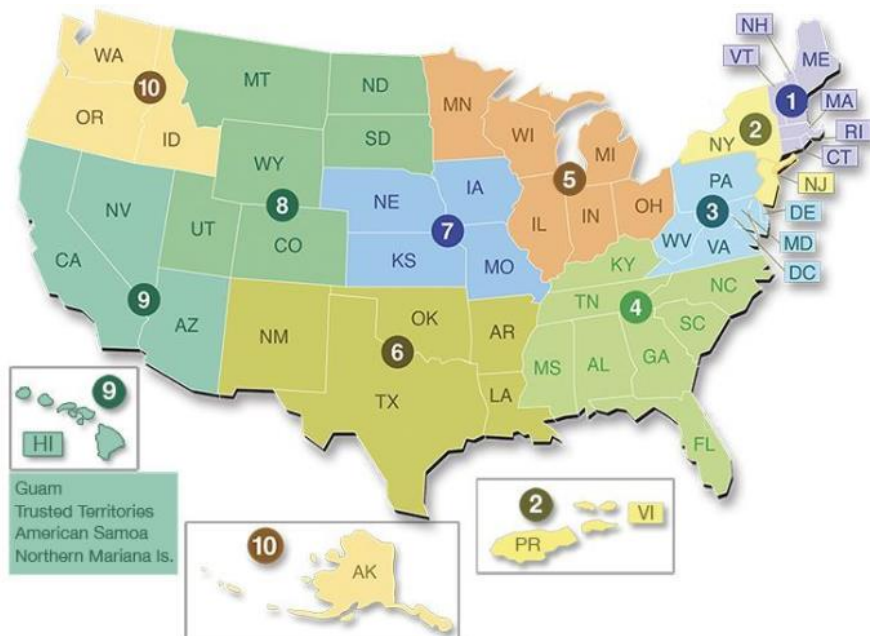 NH
VT
ME
1
MA
RI
CT
WA
10
OR
ID
MT
ND
SD
WY
8
UT
CO
MN
WI
MI
5
IL
IN
OH
NY
2
NJ
PA
3
WV
VA
DE
MD
DC
NV
CA
9
AZ
NE
IA
7
KS
MO
KY
NC
TN
4
SC
MS
AL
GA
FL
NM
OK
AR
6
TX
LA
9
HI
Guam
Trusted Territories
American Samoa
Northern Mariana Is.
10
AK
2
VI
PR